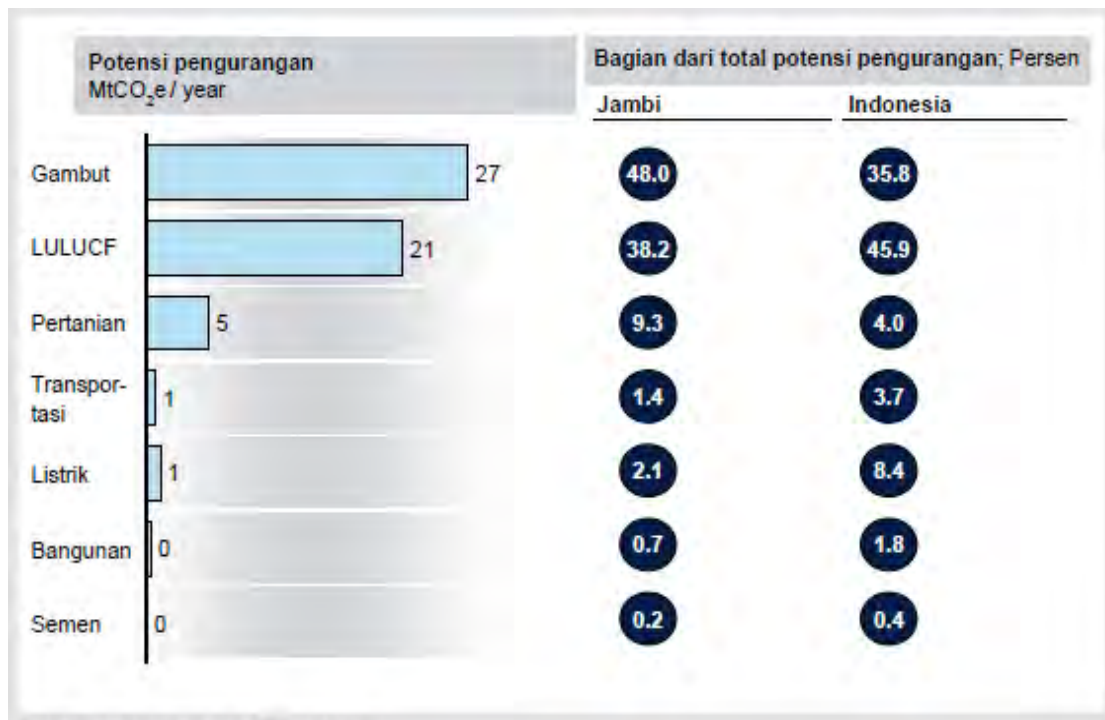 Potensi pengurangan
MtCO2e / year
Bagian dari total potensi pengurangan; Persen
Jambi Indonesia
Gambut 27 48.0 35.8
LULUCF 21 38.2 45.9
Pertanian 5 9.3 4.0
Transpor-
tasi 1 1.4 3.7
Listrik 1 2.1 8.4
Bangunan 0 0.7 1.8
Semen 0 0.2 0.4